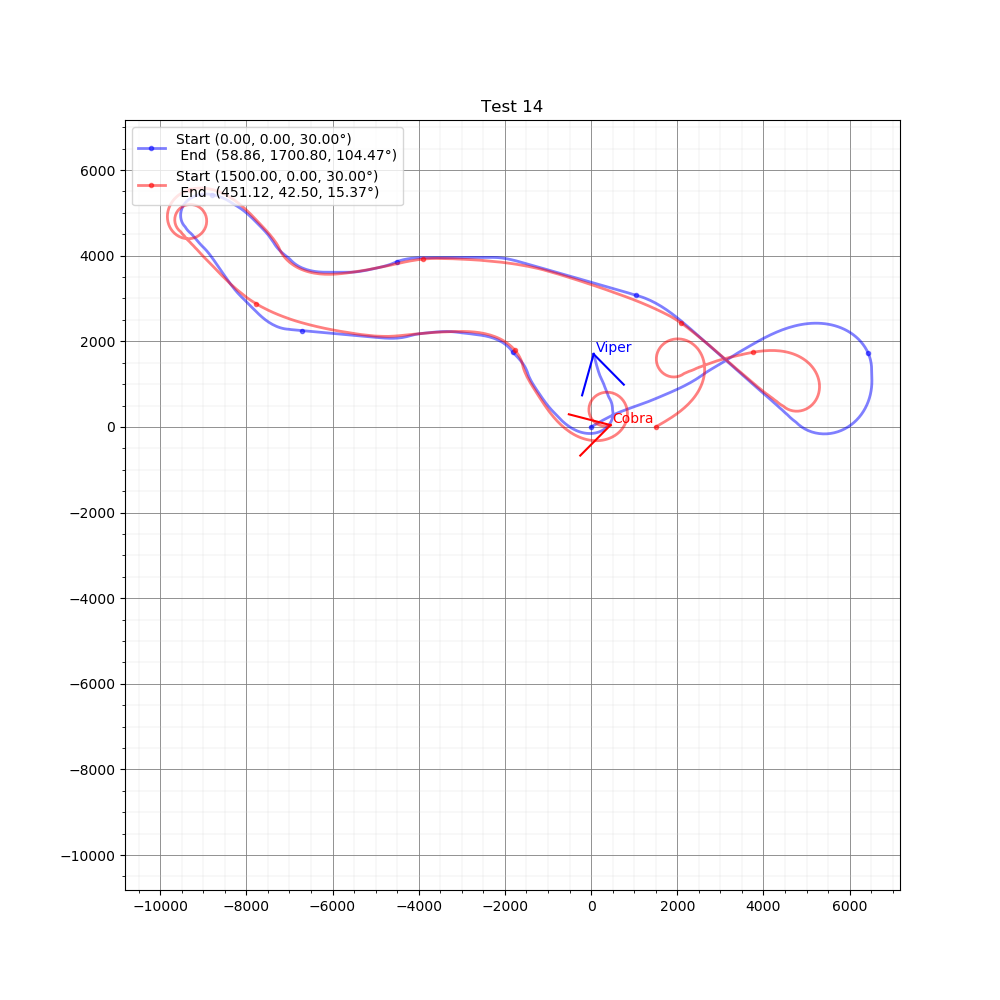 Test 14
Start (0.00, 0.00, 30.00°)
End (58.86, 1700.80, 104.47°)
Start (1500.00, 0.00, 30.00°)
End (451.12, 42.50, 15.37°)
6000
4000
2000
0
−2000
−4000
−6000
−8000
−10000
Viper
Cobra
−10000 −8000 −6000 −4000 −2000 0 2000 4000 6000